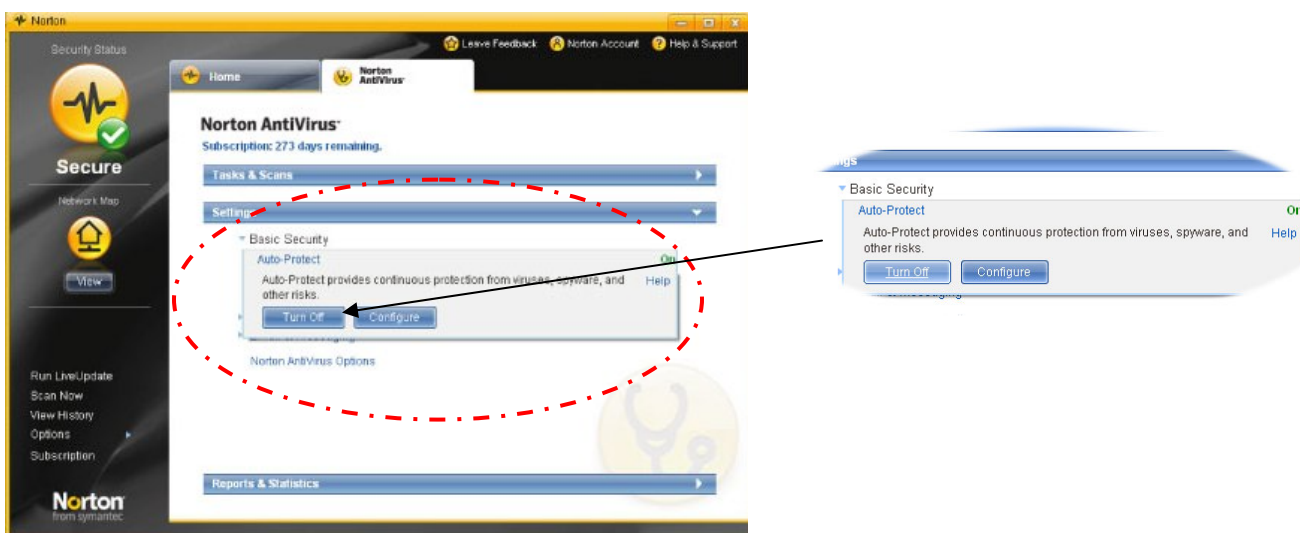 Norton
Security Status
Leave Feedback
Norton Account
Help & Support
Home
Norton
AntiVirus
Norton AntiVirus
Subscription: 273 days remaining.
Secure
Tasks & Scans
Network Map
Settings
Basic Security
Auto-Protect
On
Auto-Protect provides continuous protection from viruses, spyware, and
Help
other risks.
View
Turn Off
Configure
Norton AntiVirus Options
Run LiveUpdate
Scan Now
View History
Options
Subscription
Reports & Statistics
Norton
from symantec
ngs
Basic Security
Auto-Protect
On
Auto-Protect provides continuous protection from viruses, spyware, and
Help
other risks.
Turn Off
Configure